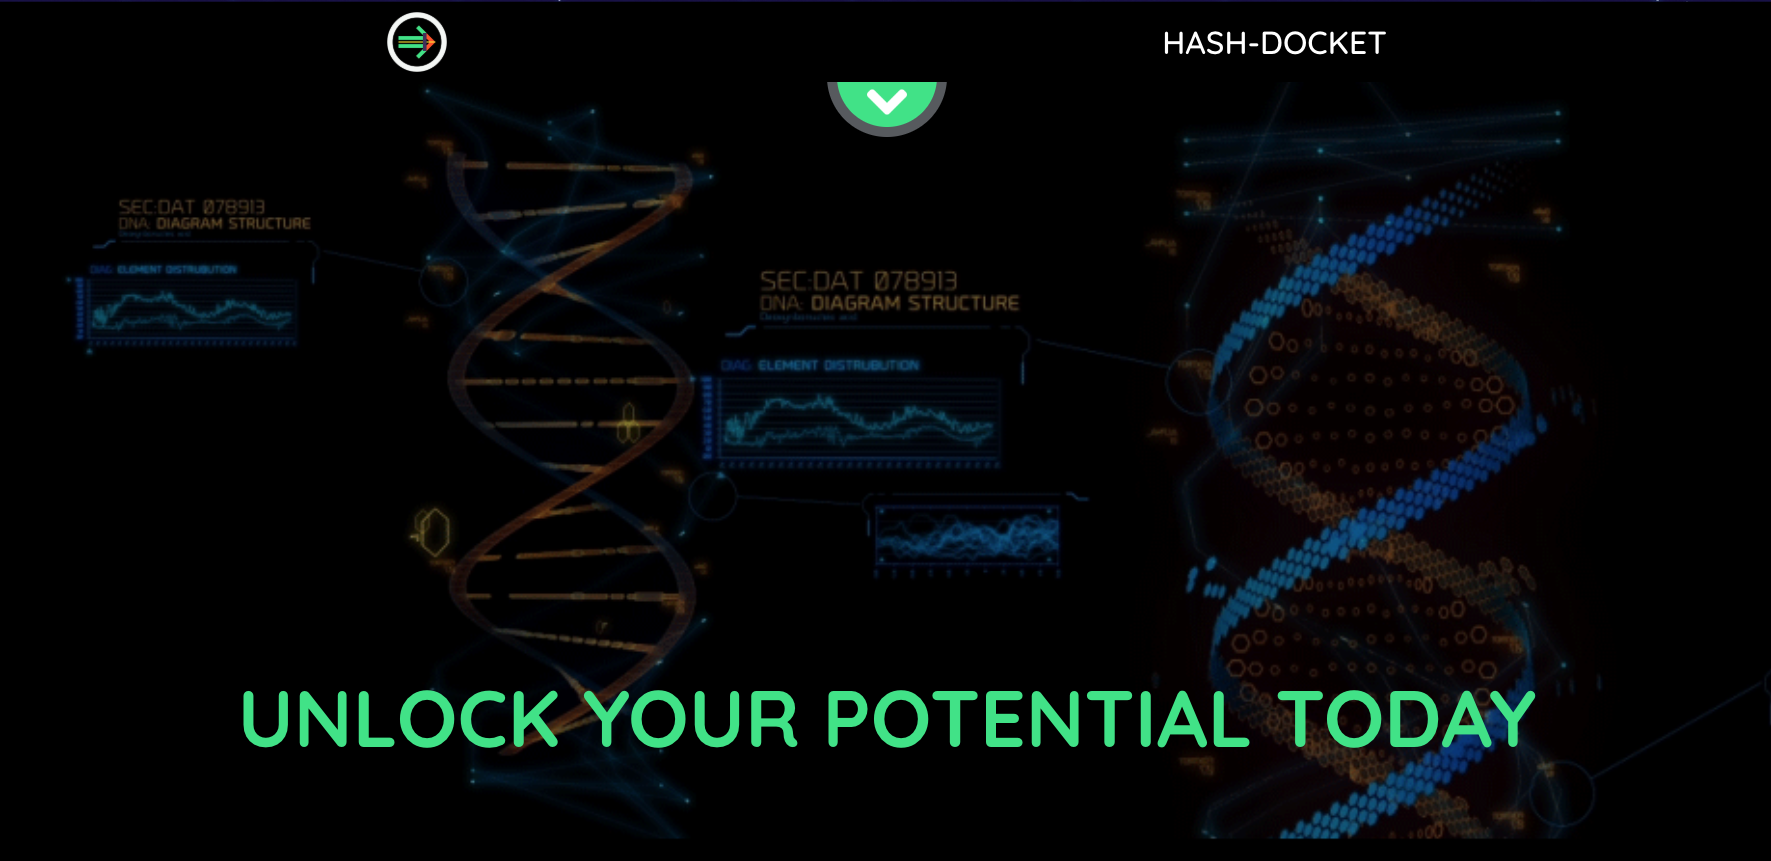 HASH-DOCKET
SEC:DAT 078913
DNA: DIAGRAM STRUCTURE
DIAG ELEMENT DISTRUBUTION
SEC:DAT 078913
DNA: DIAGRAM STRUCTURE
DIAG ELEMENT DISTRUBUTION
UNLOCK YOUR POTENTIAL TODAY